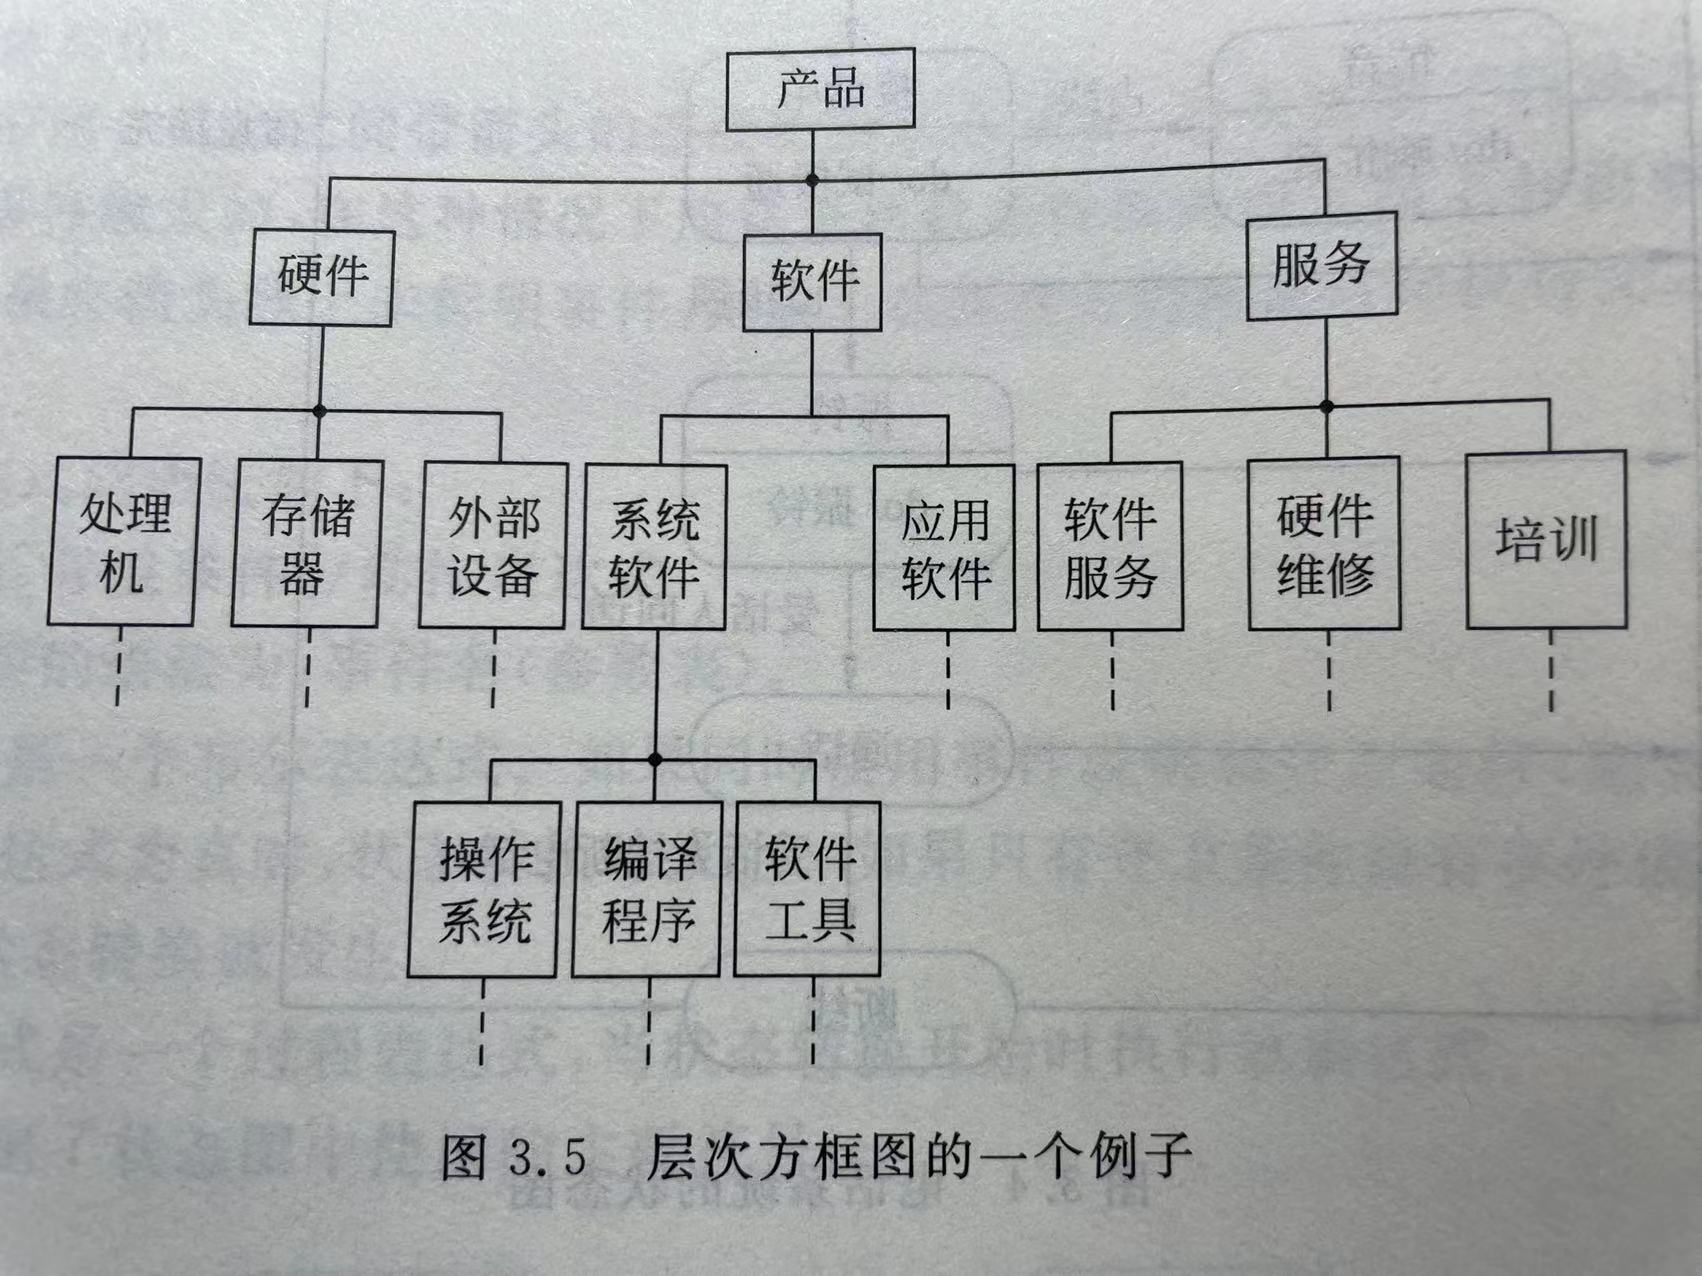 产品
硬件
软件
服务
处理
机
存储
器
外部
设备
系统
软件
应用
软件
软件
服务
硬件
维修
培训
操作
系统
编译
程序
软件
工具
图 3.5 层次方框图的一个例子